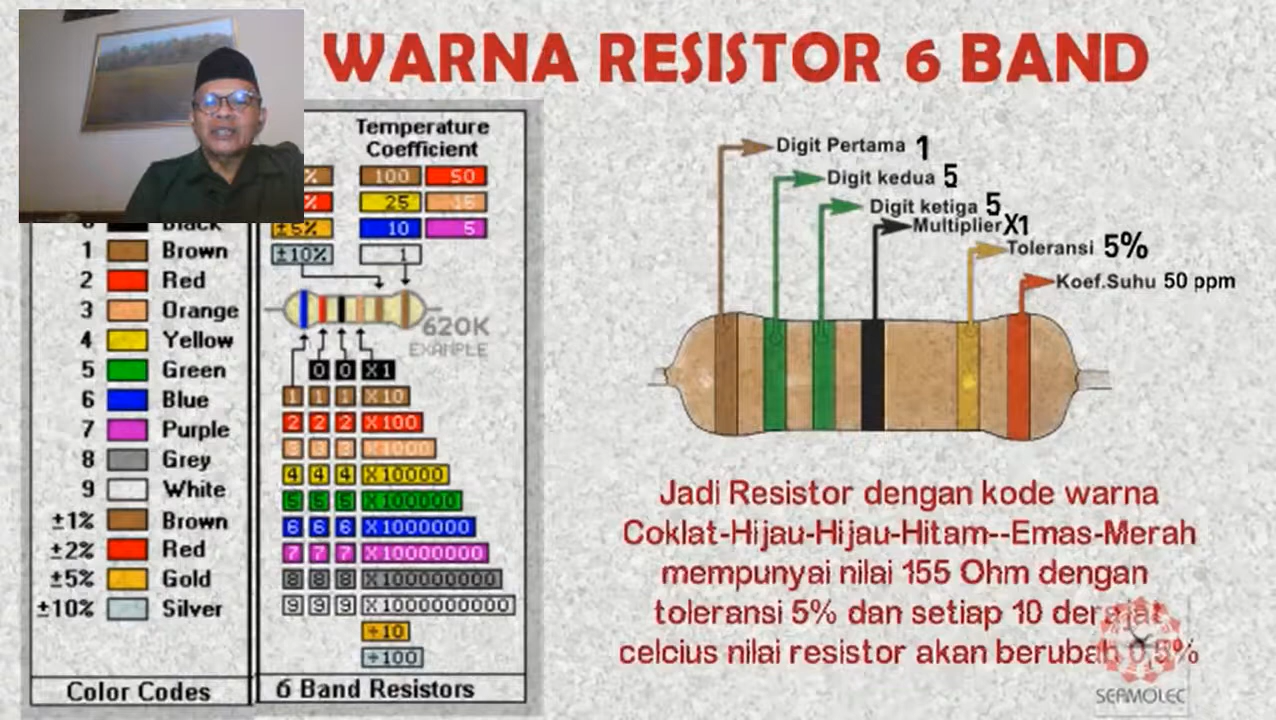 WARNA RESISTOR 6 BAND
Temperature
Coefficient
% 100 50
% 25 15
±5% 10 5
±10% 1
Black
1 Brown
2 Red
3 Orange
4 Yellow
5 Green
6 Blue
7 Purple
8 Grey
9 White
±1% Brown
±2% Red
±5% Gold
±10% Silver
Color Codes
620K
EXAMPLE
0 0 X1
1 1 1 X10
2 2 2 X100
3 3 3 X1000
4 4 4 X10000
5 5 5 X100000
6 6 6 X1000000
7 7 7 X10000000
8 8 8 X100000000
9 9 9 X1000000000
÷10
÷100
6 Band Resistors
Digit Pertama 1
Digit kedua 5
Digit ketiga 5
Multiplier X1
Toleransi 5%
Koef.Suhu 50 ppm
Jadi Resistor dengan kode warna
Coklat-Hijau-Hijau-Hitam--Emas-Merah
mempunyai nilai 155 Ohm dengan
toleransi 5% dan setiap 10 derajat
celcius nilai resistor akan berubah 0,5%
SEAMOLEC